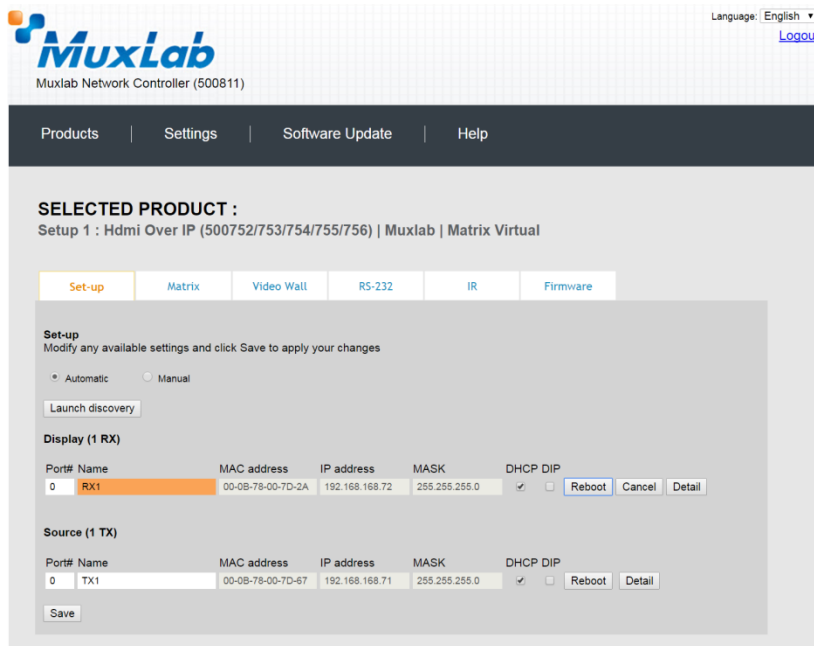 Language: English
Logou
MuxLab
Muxlab Network Controller (500811)
Products | Settings | Software Update | Help
SELECTED PRODUCT :
Setup 1 : Hdmi Over IP (500752/753/754/755/756) | Muxlab | Matrix Virtual
Set-up Matrix Video Wall RS-232 IR Firmware
Set-up
Modify any available settings and click Save to apply your changes
Automatic Manual
Launch discovery
Display (1 RX)
Port# Name MAC address IP address MASK DHCP DIP
0 RX1 00-0B-78-00-7D-2A 192.168.168.72 255.255.255.0 Reboot Cancel Detail
Source (1 TX)
Port# Name MAC address IP address MASK DHCP DIP
0 TX1 00-0B-78-00-7D-67 192.168.168.71 255.255.255.0 Reboot Detail
Save